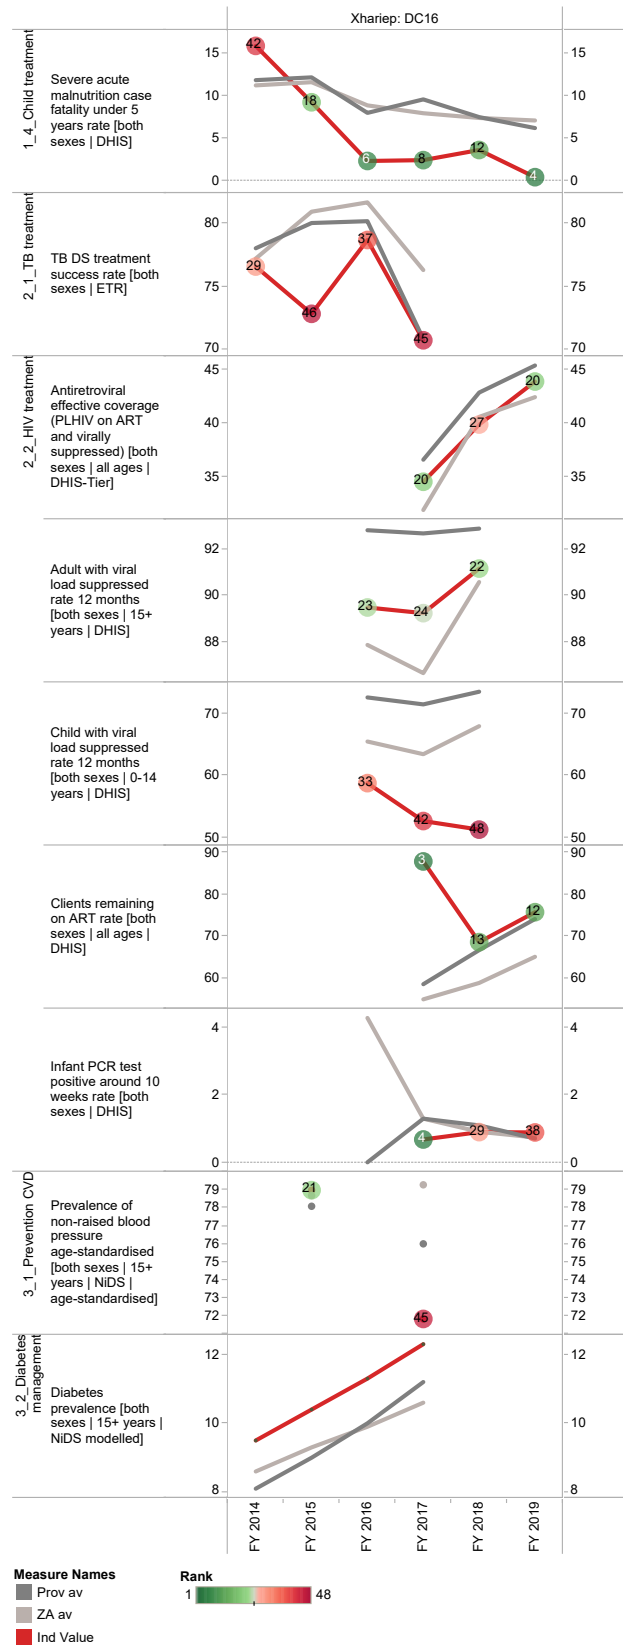 Xhariep: DC16
1_4_Child treatment
Severe acute
malnutrition case
fatality under 5
years rate [both
sexes | DHIS]
15
10
5
0
42
18
6
8
12
4
15
10
5
0
2_1_TB treatment
TB DS treatment
success rate [both
sexes | ETR]
80
75
70
29
46
37
45
80
75
70
2_2_HIV treatment
Antiretroviral
effective coverage
(PLHIV on ART
and virally
suppressed) [both
sexes | all ages |
DHIS-Tier]
45
40
35
20
27
20
45
40
35
Adult with viral
load suppressed
rate 12 months
[both sexes | 15+
years | DHIS]
92
90
88
23
24
22
92
90
88
Child with viral
load suppressed
rate 12 months
[both sexes | 0-14
years | DHIS]
70
60
50
33
42
48
70
60
50
Clients remaining
on ART rate [both
sexes | all ages |
DHIS]
90
80
70
60
3
13
12
90
80
70
60
Infant PCR test
positive around 10
weeks rate [both
sexes | DHIS]
4
2
0
4
29
38
4
2
0
3_1_Prevention CVD
Prevalence of
non-raised blood
pressure
age-standardised
[both sexes | 15+
years | NiDS |
age-standardised]
79
78
77
76
75
74
73
72
21
45
79
78
77
76
75
74
73
72
3_2_Diabetes
management
Diabetes
prevalence [both
sexes | 15+ years |
NiDS modelled]
12
10
8
12
10
8
FY 2014
FY 2015
FY 2016
FY 2017
FY 2018
FY 2019
Measure Names
Prov av
ZA av
Ind Value
Rank
1
48